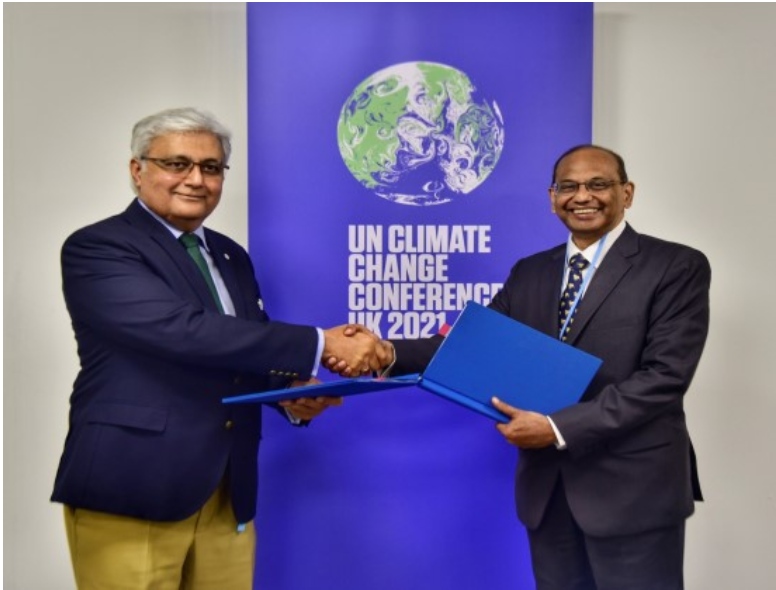 UN CLIMATE
CHANGE
CONFERENCE
UK 2021